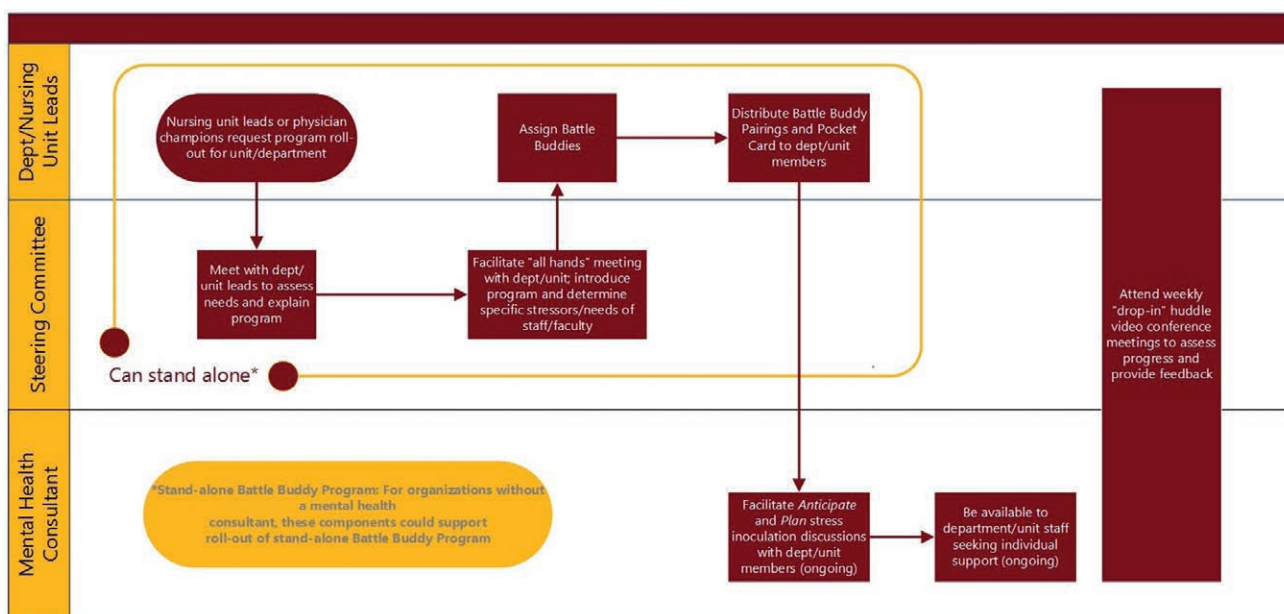 Dept/Nursing
Unit Leads
Nursing unit leads or physician
champions request program roll-
out for unit/department
Assign Battle
Buddies
Distribute Battle Buddy
Pairings and Pocket
Card to dept/unit
members
Steering Committee
Meet with dept/
unit leads to assess
needs and explain
program
Facilitate "all hands" meeting
with dept/unit; introduce
program and determine
specific stressors/needs of
staff/faculty
Can stand alone*
Attend weekly
"drop-in" huddle
video conference
meetings to assess
progress and
provide feedback
Mental Health
Consultant
*Stand-alone Battle Buddy Program: For organizations without
a mental health
consultant, these components could support
roll-out of stand-alone Battle Buddy Program
Facilitate Anticipate
and Plan stress
inoculation discussions
with dept/unit
members (ongoing)
Be available to
department/unit staff
seeking individual
support (ongoing)